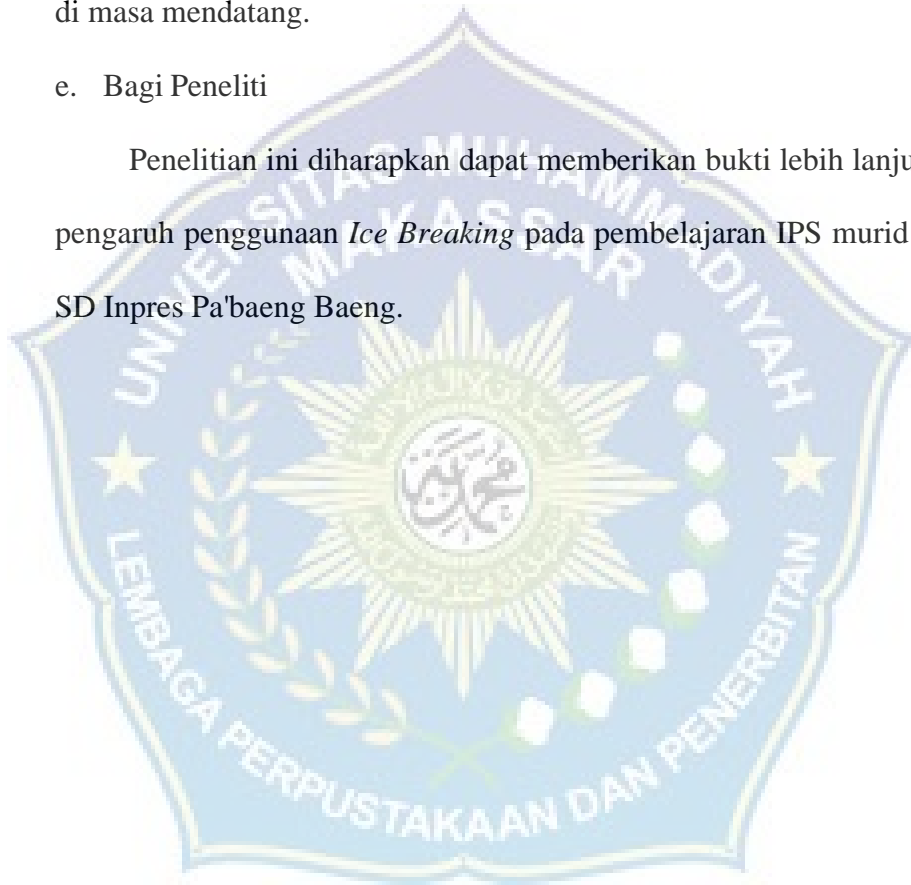 di masa mendatang.
e. Bagi Peneliti
Penelitian ini diharapkan dapat memberikan bukti lebih lanju
pengaruh penggunaan Ice Breaking pada pembelajaran IPS murid
SD Inpres Pa'baeng Baeng.
UNIVERSITAS MUHAMMADIYAH
MAKASSAR
LEMBAGA PERPUSTAKAAN DAN PENERBITAN